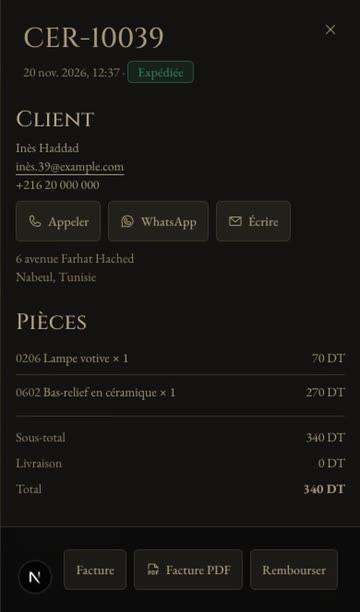 CER-10039
20 nov. 2026, 12:37 · Expédiée
Client
Inès Haddad
inès.39@example.com
+216 20 000 000
Appeler WhatsApp Écrire
6 avenue Farhat Hached
Nabeul, Tunisie
Pièces
0206 Lampe votive × 1 70 DT
0602 Bas-relief en céramique × 1 270 DT
Sous-total 340 DT
Livraison 0 DT
Total 340 DT
N Facture PDF Facture PDF Rembourser